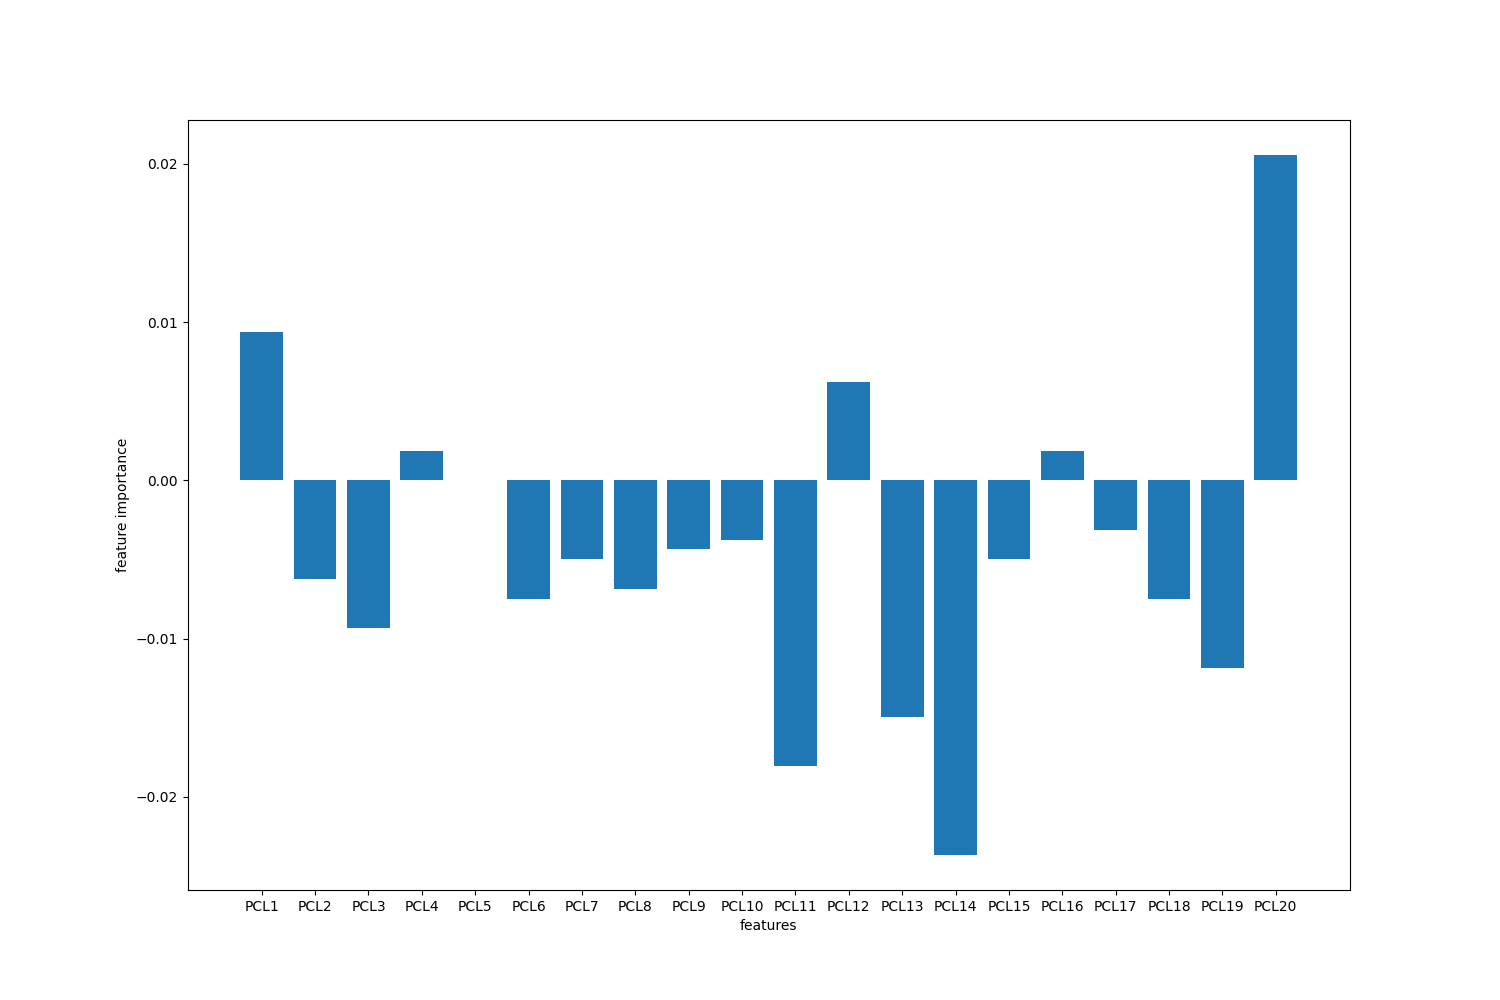 feature importance
0.02
0.01
0.00
−0.01
−0.02
PCL1 PCL2 PCL3 PCL4 PCL5 PCL6 PCL7 PCL8 PCL9 PCL10 PCL11 PCL12 PCL13 PCL14 PCL15 PCL16 PCL17 PCL18 PCL19 PCL20
features